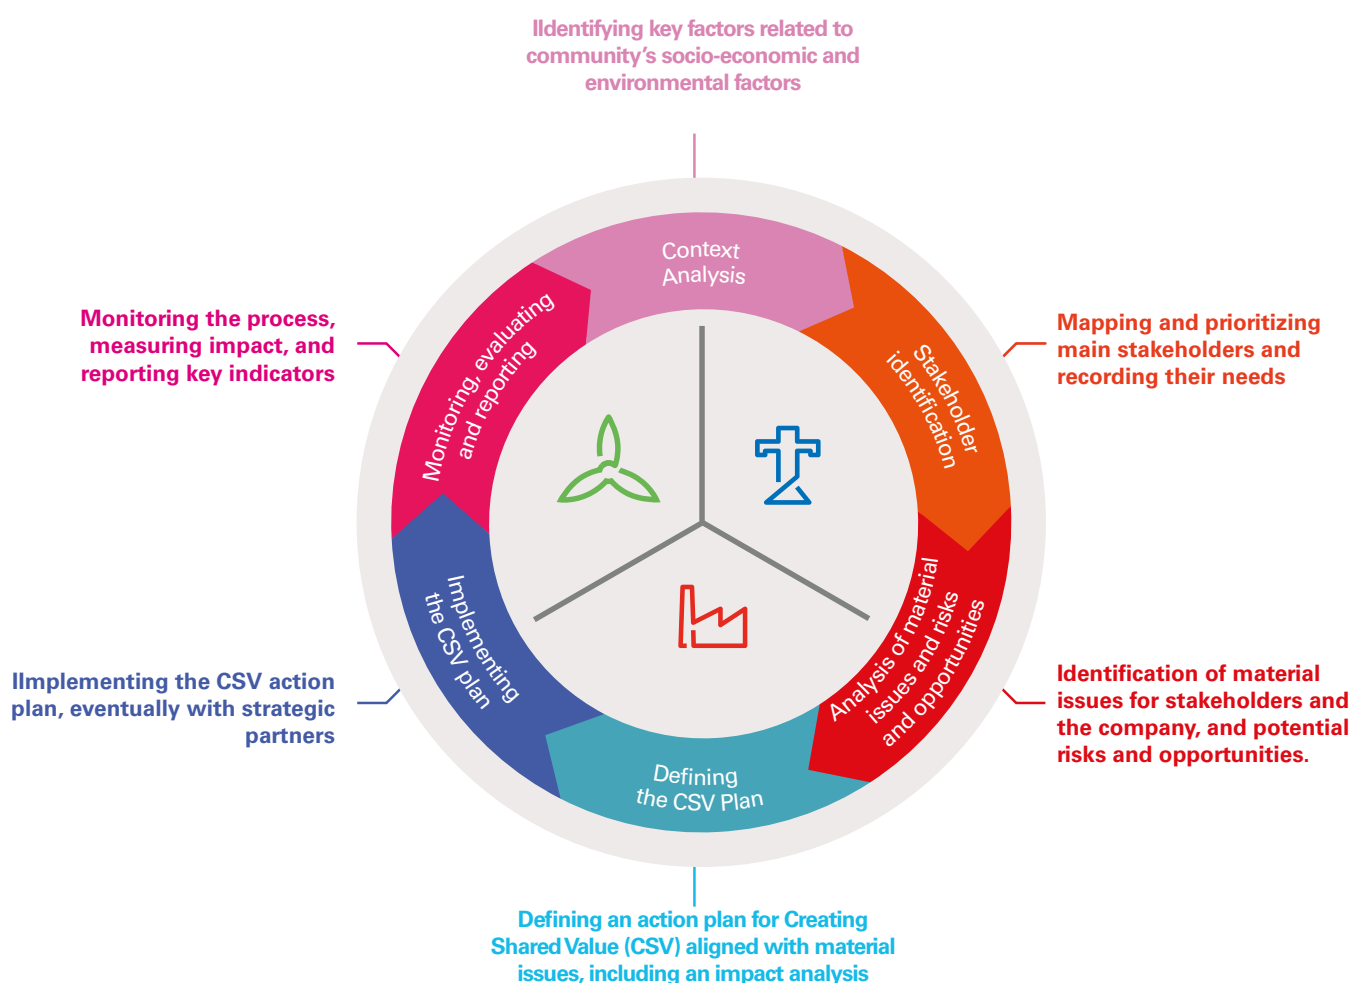 IIdentifying key factors related to
community's socio-economic and
environmental factors
Context
Analysis
Stakeholder
identification
Mapping and prioritizing
main stakeholders and
recording their needs
Analysis of material
issues and risks
and opportunities
Identification of material
issues for stakeholders and
the company, and potential
risks and opportunities.
Defining
the CSV Plan
Defining an action plan for Creating
Shared Value (CSV) aligned with material
issues, including an impact analysis
Implementing
the CSV plan
IImplementing the CSV action
plan, eventually with strategic
partners
Monitoring, evaluating
and reporting
Monitoring the process,
measuring impact, and
reporting key indicators